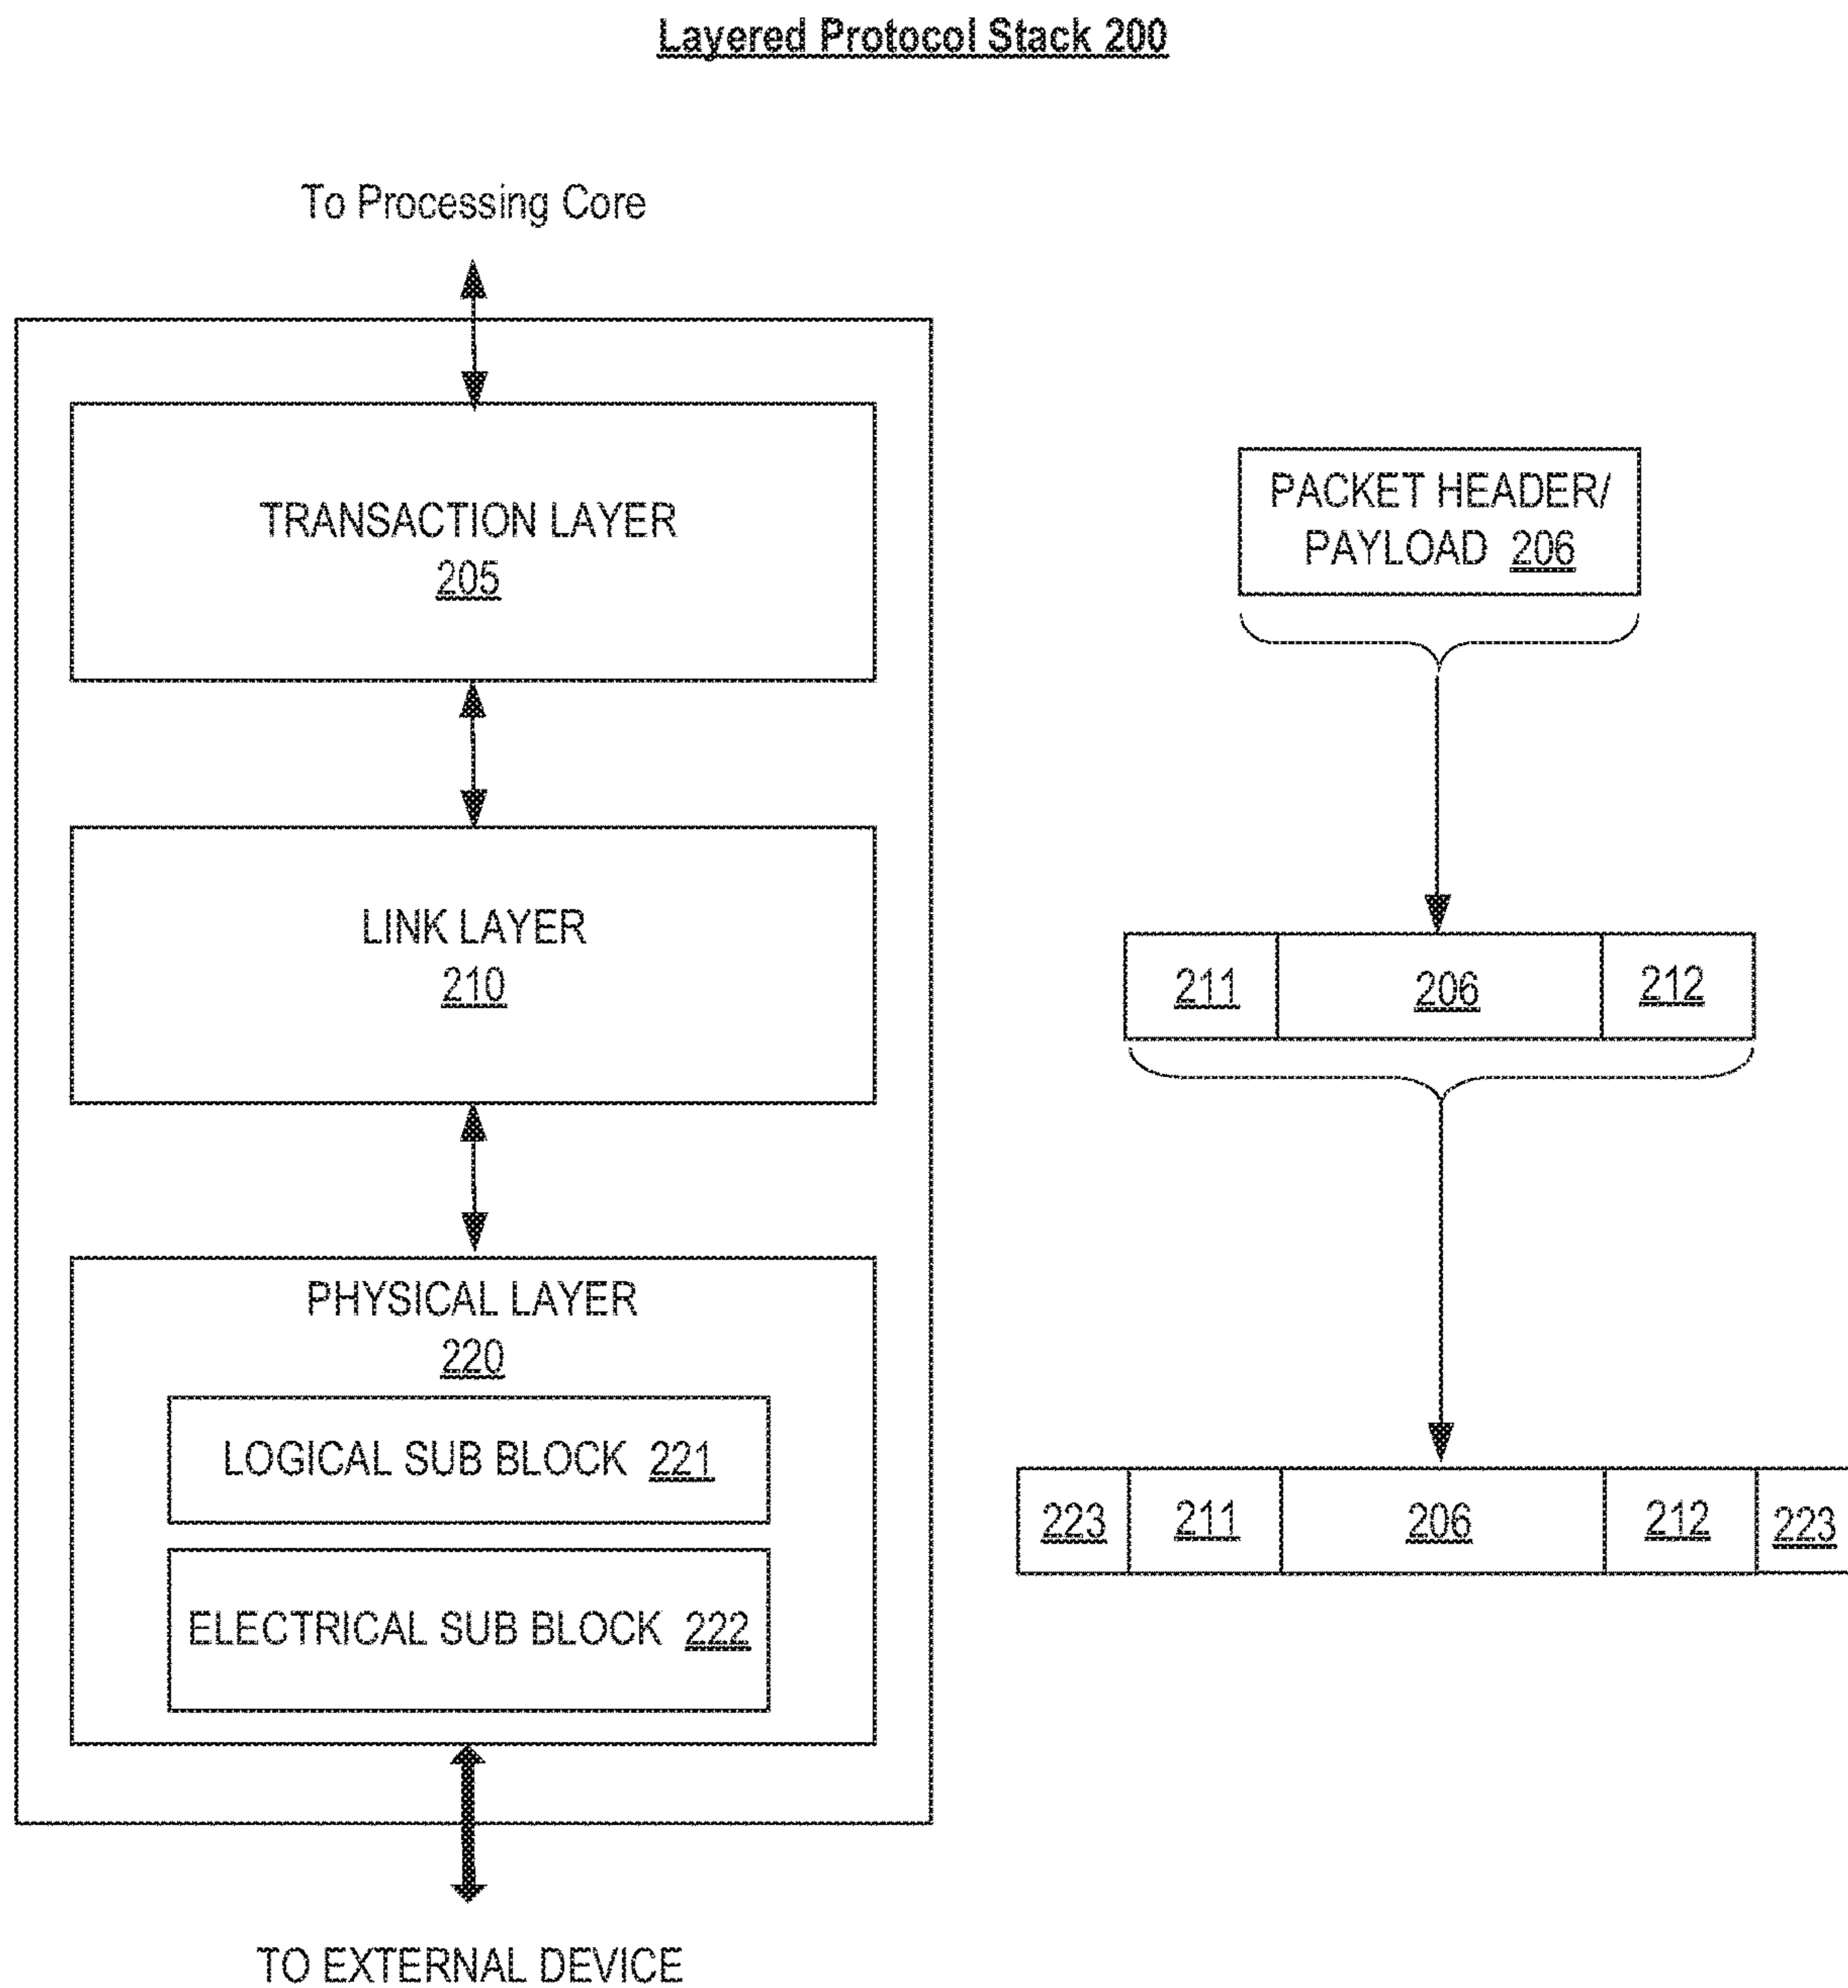 Layered Protocol Stack 200
To Processing Core
TRANSACTION LAYER
205
PACKET HEADER/
PAYLOAD 206
LINK LAYER
210
211 206 212
PHYSICAL LAYER
220
LOGICAL SUB BLOCK 221
ELECTRICAL SUB BLOCK 222
223 211 206 212 223
TO EXTERNAL DEVICE